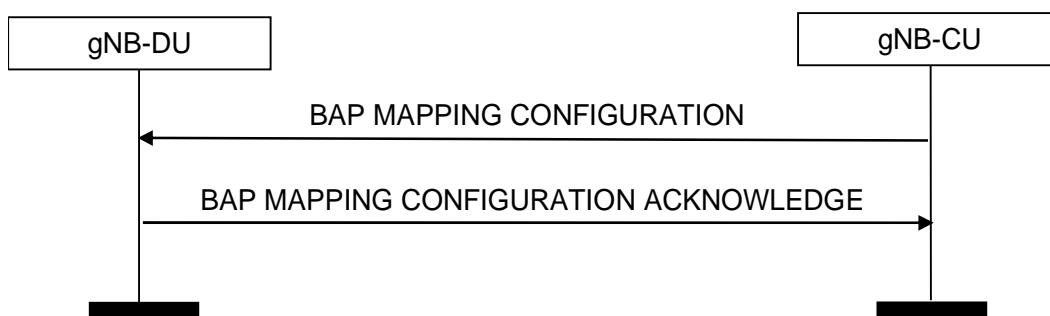 gNB-DU
gNB-CU
BAP MAPPING CONFIGURATION
BAP MAPPING CONFIGURATION ACKNOWLEDGE